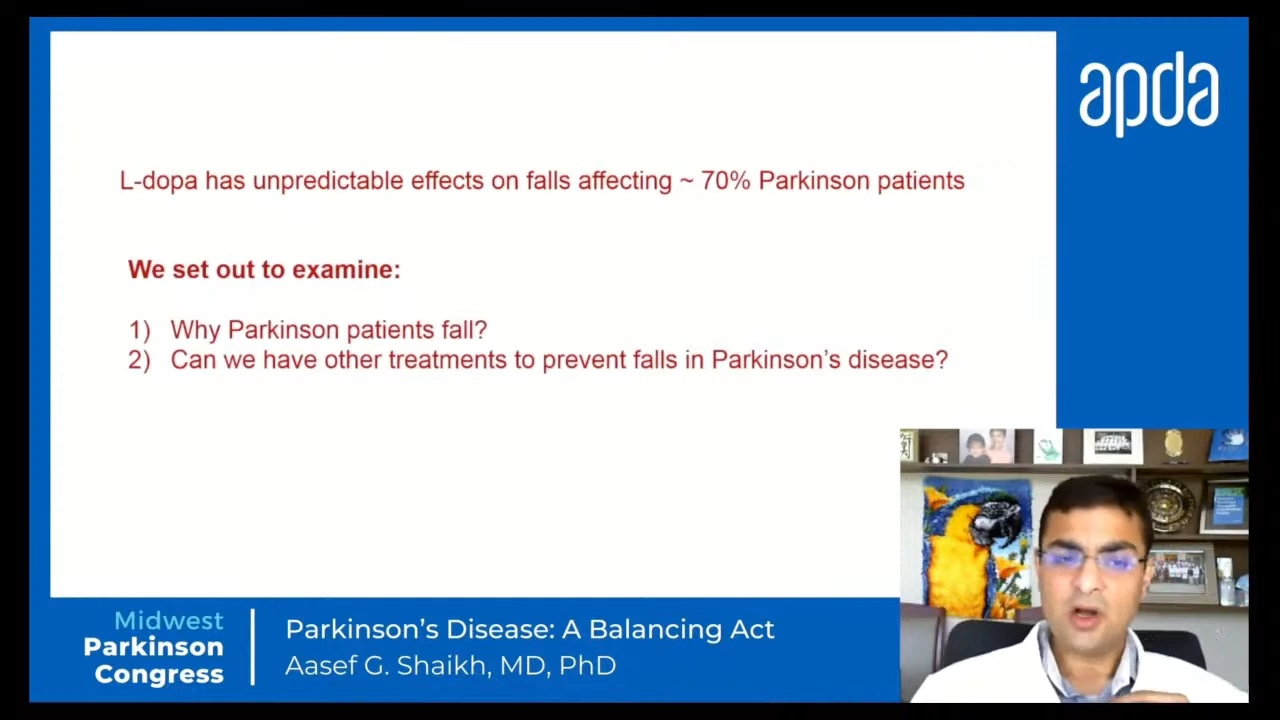 apda
L-dopa has unpredictable effects on falls affecting ~ 70% Parkinson patients
We set out to examine:
1) Why Parkinson patients fall?
2) Can we have other treatments to prevent falls in Parkinson's disease?
Midwest
Parkinson
Congress
Parkinson's Disease: A Balancing Act
Aasef G. Shaikh, MD, PhD